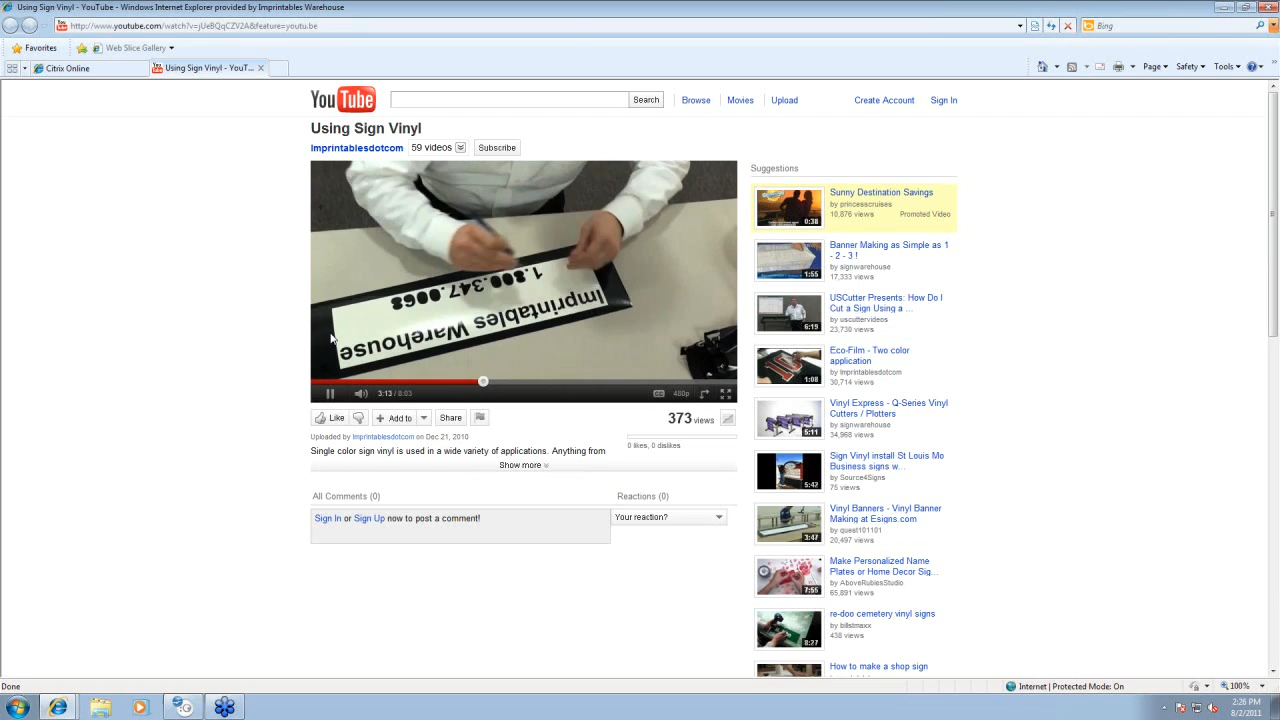 Using Sign Vinyl - YouTube - Windows Internet Explorer provided by Imprintables Warehouse
http://www.youtube.com/watch?v=jUeBQqCZV2A&feature=youtu.be
Bing
Favorites
Web Slice Gallery
Citrix Online
Using Sign Vinyl - YouT...
Page
Safety
Tools
YouTube
Search
Browse
Movies
Upload
Create Account
Sign In
Using Sign Vinyl
Imprintablesdotcom
59 videos
Subscribe
Imprintables Warehouse
1.800.347.0068
3:13 / 8:03
CC
480p
Like
Add to
Share
373 views
Uploaded by Imprintablesdotcom on Dec 21, 2010
0 likes, 0 dislikes
Single color sign vinyl is used in a wide variety of applications. Anything from
Show more
All Comments (0)
Sign In or Sign Up now to post a comment!
Reactions (0)
Your reaction?
Suggestions
0:38
Sunny Destination Savings
by princesscruises
10,876 views
Promoted Video
1:55
Banner Making as Simple as 1
- 2 - 3 !
by signwarehouse
17,333 views
6:19
USCutter Presents: How Do I
Cut a Sign Using a ...
by uscuttervideos
23,730 views
1:08
Eco-Film - Two color
application
by Imprintablesdotcom
30,714 views
5:11
Vinyl Express - Q-Series Vinyl
Cutters / Plotters
by signwarehouse
34,968 views
5:42
Sign Vinyl install St Louis Mo
Business signs w...
by Source4Signs
75 views
3:47
Vinyl Banners - Vinyl Banner
Making at Esigns.com
by quest101101
20,497 views
7:55
Make Personalized Name
Plates or Home Decor Sig...
by AboveRubiesStudio
65,891 views
8:27
re-doo cemetery vinyl signs
by billstmaxx
438 views
How to make a shop sign
Done
Internet | Protected Mode: On
100%
2:26 PM
8/2/2011